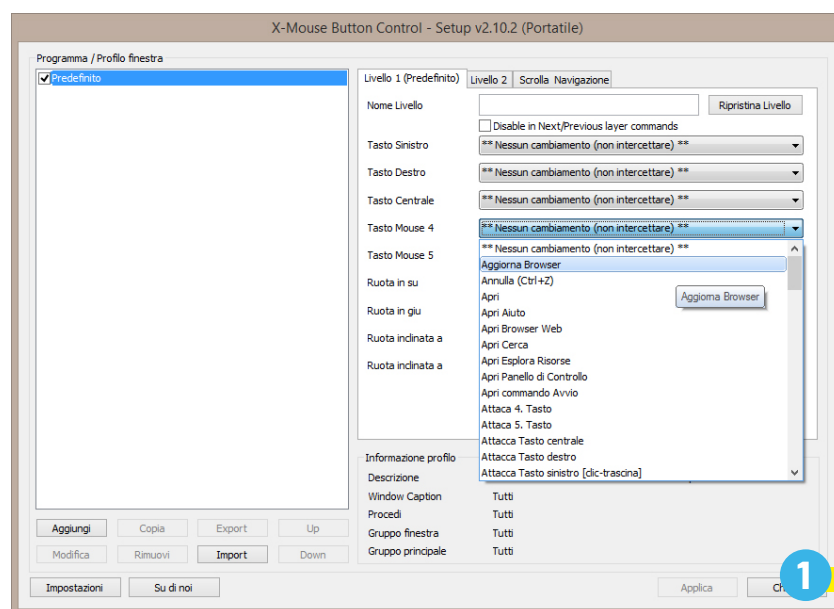 X-Mouse Button Control - Setup v2.10.2 (Portatile)
Programma / Profilo finestra
Predefinito
Livello 1 (Predefinito) Livello 2 Scrolla Navigazione
Nome Livello Ripristina Livello
Disable in Next/Previous layer commands
Tasto Sinistro ** Nessun cambiamento (non intercettare) **
Tasto Destro ** Nessun cambiamento (non intercettare) **
Tasto Centrale ** Nessun cambiamento (non intercettare) **
Tasto Mouse 4 ** Nessun cambiamento (non intercettare) **
Tasto Mouse 5
Ruota in su
Ruota in giu
Ruota inclinata a
Ruota inclinata a
** Nessun cambiamento (non intercettare) **
Aggiorna Browser
Annulla (Ctrl+Z)
Apri
Apri Aiuto
Apri Browser Web
Apri Cerca
Apri Esplora Risorse
Apri Panello di Controllo
Apri commando Avvio
Attaca 4. Tasto
Attaca 5. Tasto
Attacca Tasto centrale
Attacca Tasto destro
Attacca Tasto sinistro [clic-trascina]
Aggiorna Browser
Informazione profilo
Descrizione
Window Caption Tutti
Procedi Tutti
Gruppo finestra Tutti
Gruppo principale Tutti
Aggiungi Copia Export Up
Modifica Rimuovi Import Down
Impostazioni Su di noi Applica
1